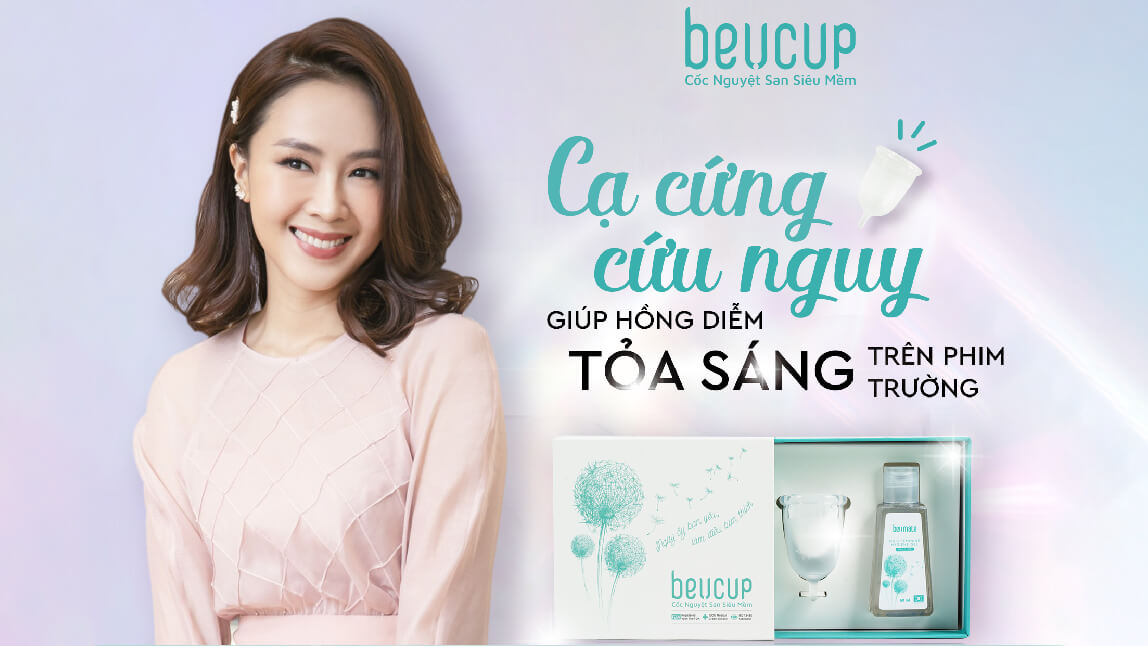 beucup
Cốc Nguyệt San Siêu Mềm
Cạ cứng
cứu nguy
GIÚP HỒNG DIỄM
TỎA SÁNG
TRÊN PHIM
TRƯỜNG
beucup
Cốc Nguyệt San Siêu Mềm
beumate